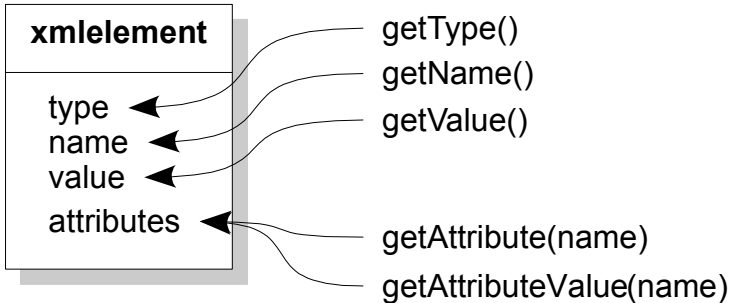 xmlelement
type
name
value
attributes
getType()
getName()
getValue()
getAttribute(name)
getAttributeValue(name)